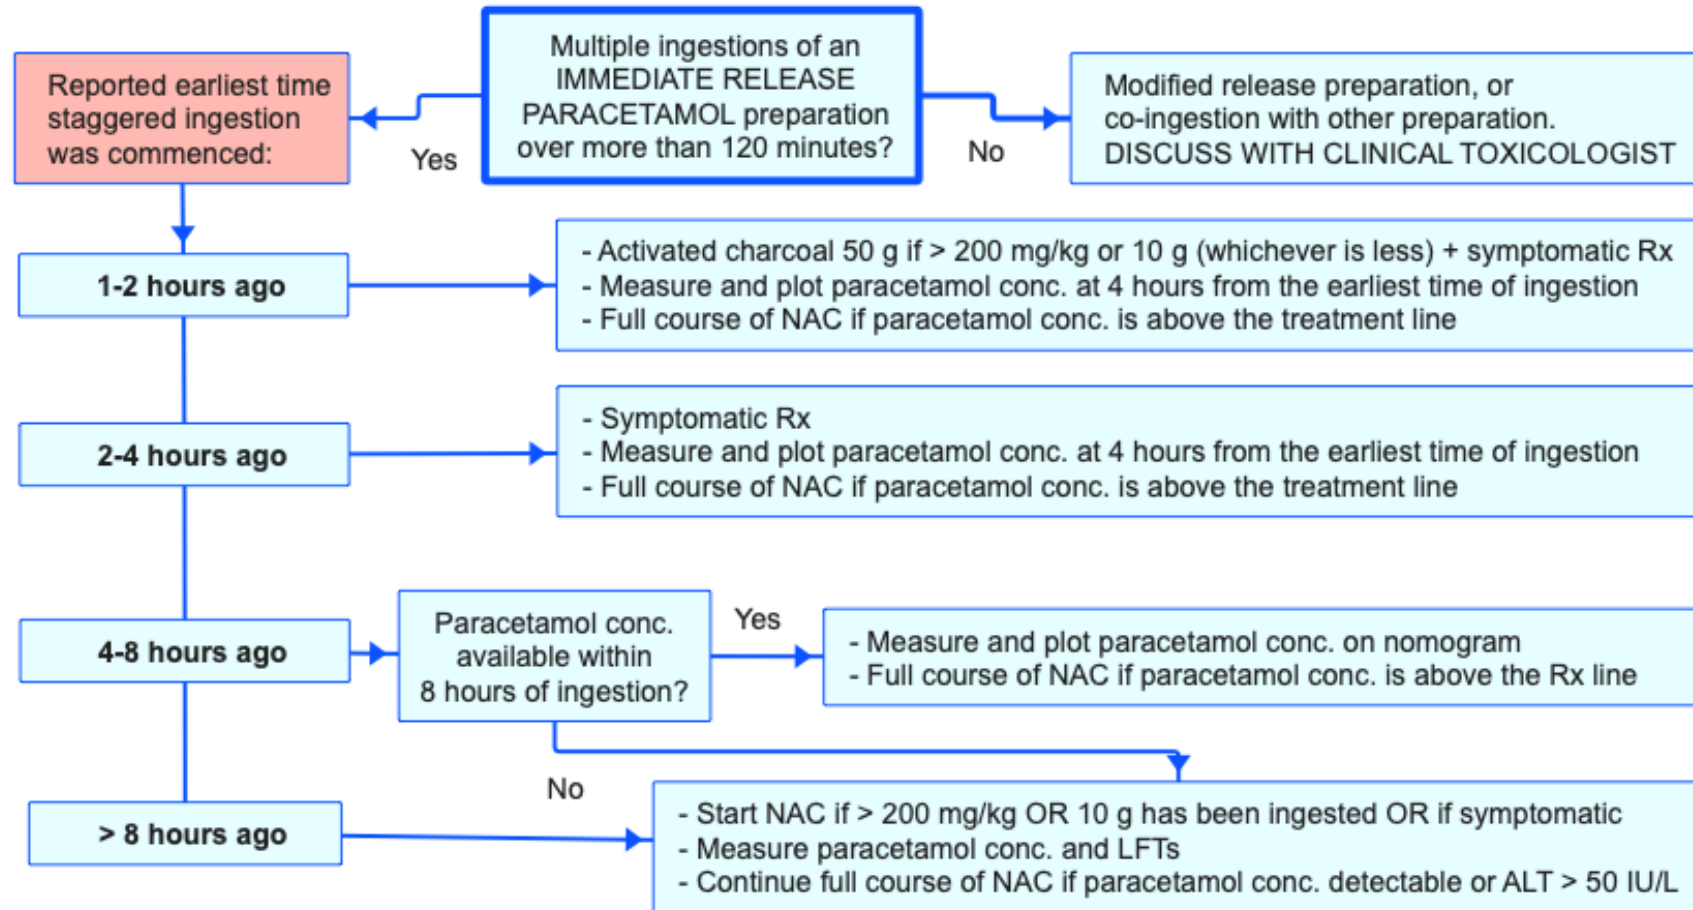 Multiple ingestions of an
IMMEDIATE RELEASE
PARACETAMOL preparation
over more than 120 minutes?
Yes
No
Reported earliest time
staggered ingestion
was commenced:
Modified release preparation, or
co-ingestion with other preparation.
DISCUSS WITH CLINICAL TOXICOLOGIST
1-2 hours ago
- Activated charcoal 50 g if > 200 mg/kg or 10 g (whichever is less) + symptomatic Rx
- Measure and plot paracetamol conc. at 4 hours from the earliest time of ingestion
- Full course of NAC if paracetamol conc. is above the treatment line
2-4 hours ago
- Symptomatic Rx
- Measure and plot paracetamol conc. at 4 hours from the earliest time of ingestion
- Full course of NAC if paracetamol conc. is above the treatment line
4-8 hours ago
Paracetamol conc.
available within
8 hours of ingestion?
Yes
- Measure and plot paracetamol conc. on nomogram
- Full course of NAC if paracetamol conc. is above the Rx line
No
> 8 hours ago
- Start NAC if > 200 mg/kg OR 10 g has been ingested OR if symptomatic
- Measure paracetamol conc. and LFTs
- Continue full course of NAC if paracetamol conc. detectable or ALT > 50 IU/L